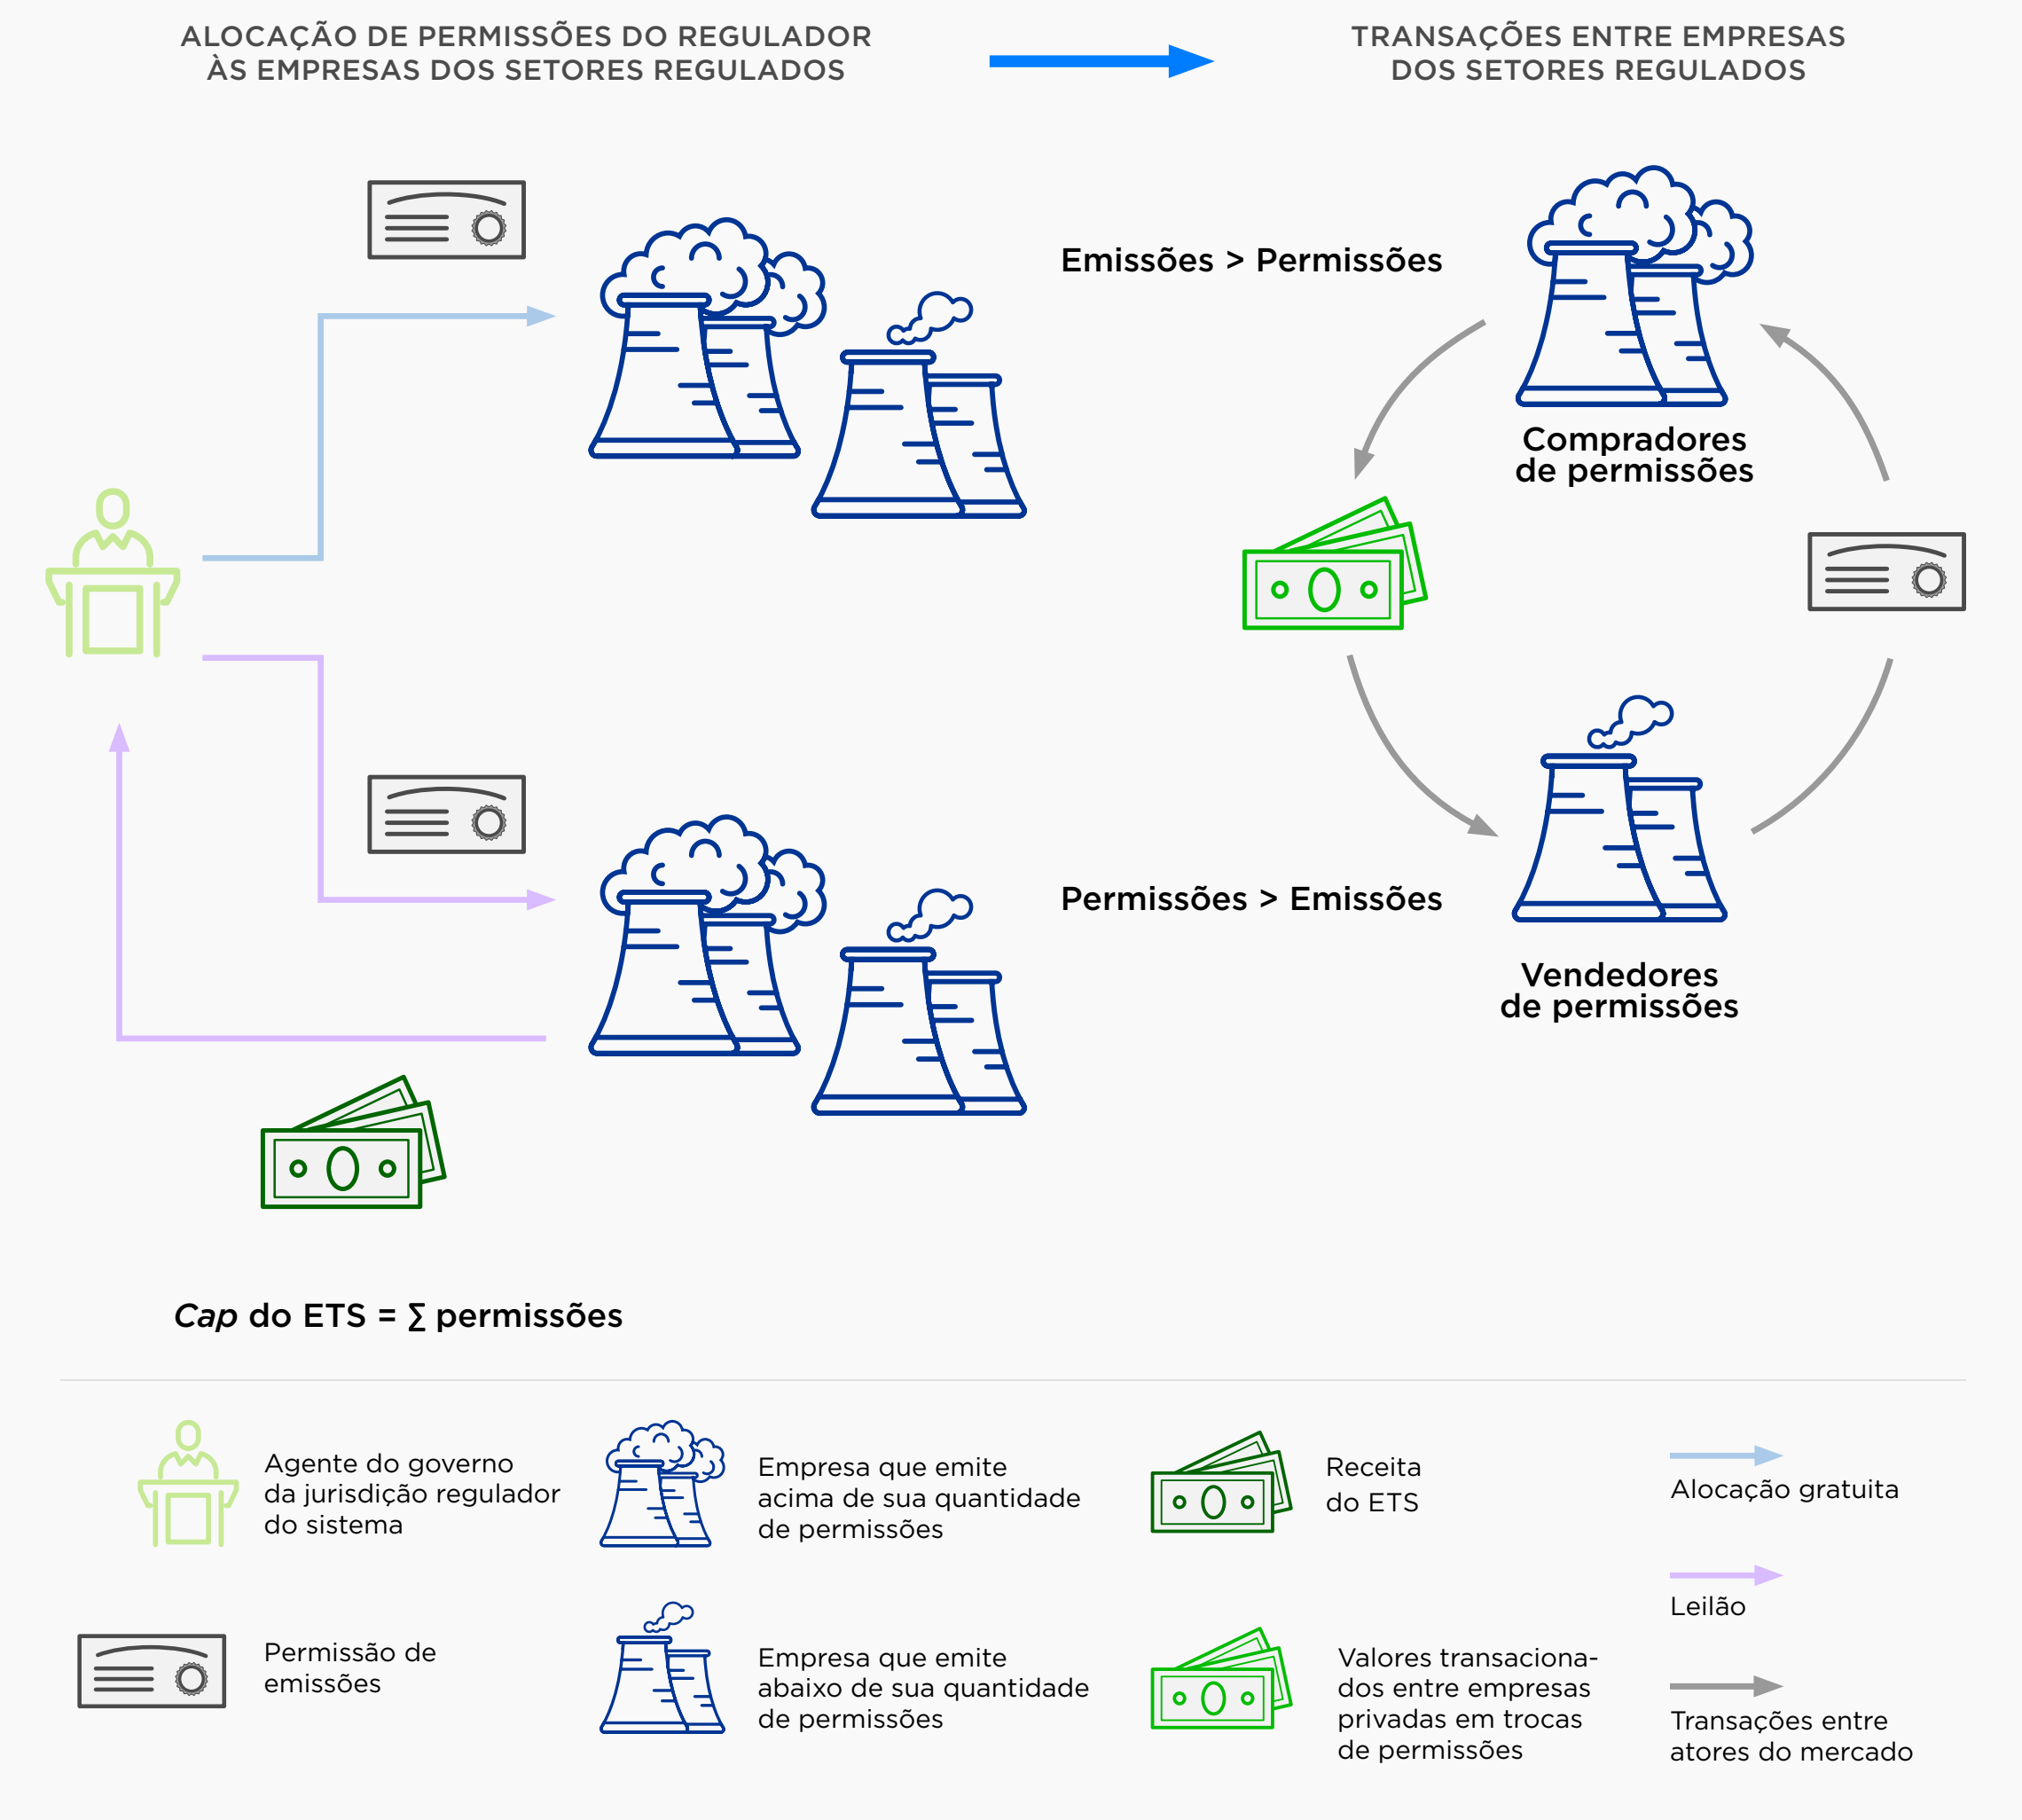 ALOCAÇÃO DE PERMISSÕES DO REGULADOR
ÀS EMPRESAS DOS SETORES REGULADOS
TRANSAÇÕES ENTRE EMPRESAS
DOS SETORES REGULADOS
Emissões > Permissões
Compradores
de permissões
Permissões > Emissões
Vendedores
de permissões
Cap do ETS = ∑ permissões
Agente do governo
da jurisdição regulador
do sistema
Empresa que emite
acima de sua quantidade
de permissões
Receita
do ETS
Alocação gratuita
Leilão
Permissão de
emissões
Empresa que emite
abaixo de sua quantidade
de permissões
Valores transaciona-
dos entre empresas
privadas em trocas
de permissões
Transações entre
atores do mercado